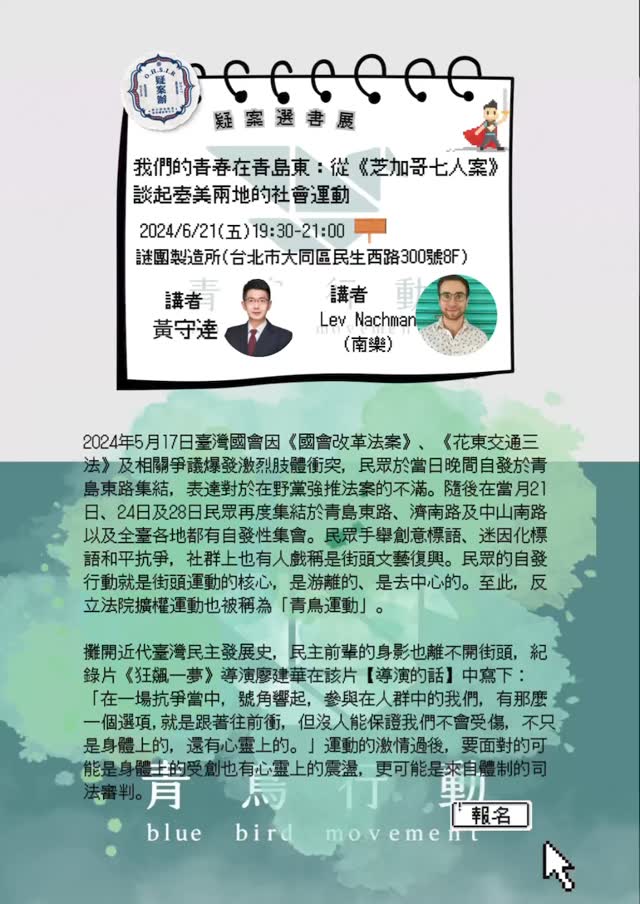 O.H.S.I.R.
疑案辦
疑案選書展
我們的青春在青島東：從《芝加哥七人案》
談起臺美兩地的社會運動
2024/6/21(五)19:30-21:00
謎團製造所(台北市大同區民生西路300號8F)
講者
黃守達
講者
Lev Nachman
(南樂)
青鳥行動
movement
2024年5月17日臺灣國會因《國會改革法案》、《花東交通三
法》及相關爭議爆發激烈肢體衝突，民眾於當日晚間自發於青
島東路集結，表達對於在野黨強推法案的不滿。隨後在當月21
日、24日及28日民眾再度集結於青島東路、濟南路及中山南路
以及全臺各地都有自發性集會。民眾手舉創意標語、迷因化標
語和平抗爭，社群上也有人戲稱是街頭文藝復興。民眾的自發
行動就是街頭運動的核心，是游離的、是去中心的。至此，反
立法院擴權運動也被稱為「青鳥運動」。
攤開近代臺灣民主發展史，民主前輩的身影也離不開街頭，紀
錄片《狂飆一夢》導演廖建華在該片【導演的話】中寫下：
「在一場抗爭當中，號角響起，參與在人群中的我們，有那麼
一個選項，就是跟著往前衝，但沒人能保證我們不會受傷，不只
是身體上的，還有心靈上的。」運動的激情過後，要面對的可
能是身體上的受創也有心靈上的震盪，更可能是來自體制的司
法審判。
青鳥行動
blue bird movement
報名